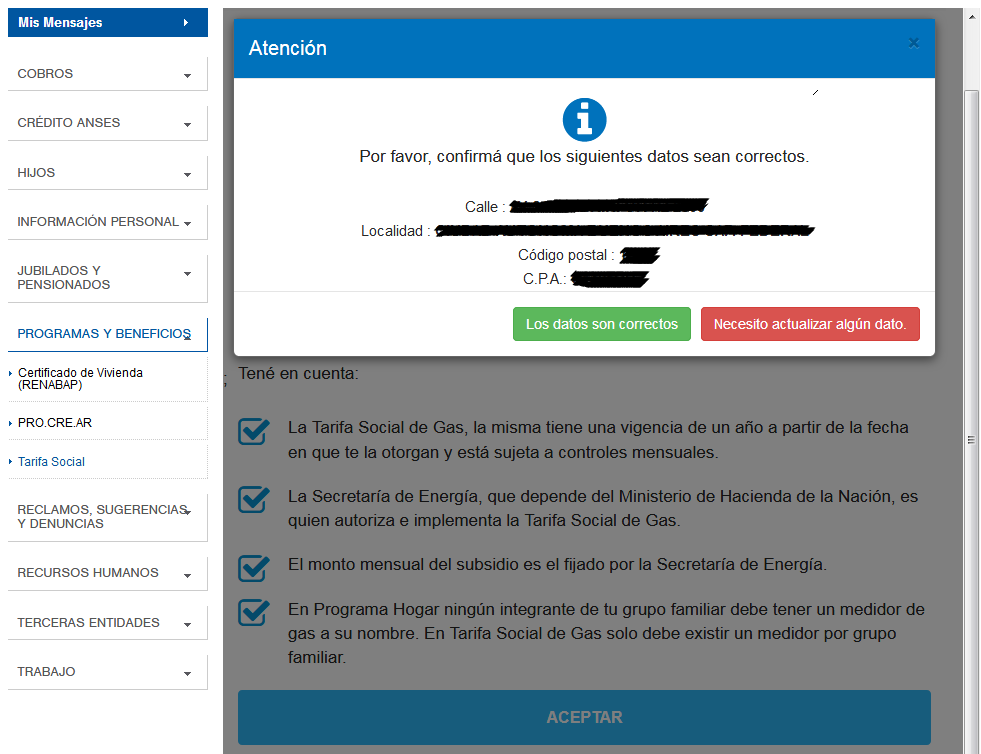 Mis Mensajes
COBROS
CRÉDITO ANSES
HIJOS
INFORMACIÓN PERSONAL
JUBILADOS Y
PENSIONADOS
PROGRAMAS Y BENEFICIOS
Certificado de Vivienda
(RENABAP)
PRO.CRE.AR
Tarifa Social
RECLAMOS, SUGERENCIAS
Y DENUNCIAS
RECURSOS HUMANOS
TERCERAS ENTIDADES
TRABAJO
Atención
×
Por favor, confirmá que los siguientes datos sean correctos.
Calle :
Localidad :
Código postal :
C.P.A.:
Los datos son correctos
Necesito actualizar algún dato.
; Tené en cuenta:
La Tarifa Social de Gas, la misma tiene una vigencia de un año a partir de la fecha
en que te la otorgan y está sujeta a controles mensuales.
La Secretaría de Energía, que depende del Ministerio de Hacienda de la Nación, es
quien autoriza e implementa la Tarifa Social de Gas.
El monto mensual del subsidio es el fijado por la Secretaría de Energía.
En Programa Hogar ningún integrante de tu grupo familiar debe tener un medidor de
gas a su nombre. En Tarifa Social de Gas solo debe existir un medidor por grupo
familiar.
ACEPTAR